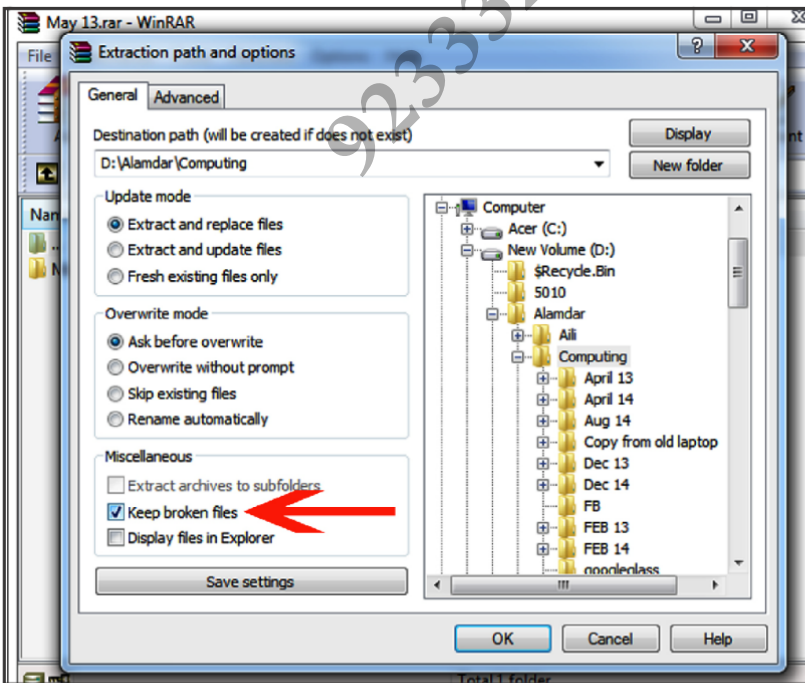 May 13.rar - WinRAR
File
Extraction path and options
General Advanced
Destination path (will be created if does not exist)
Display
D:\Alamdar\Computing
New folder
Update mode
Extract and replace files
Extract and update files
Fresh existing files only
Overwrite mode
Ask before overwrite
Overwrite without prompt
Skip existing files
Rename automatically
Miscellaneous
Extract archives to subfolders
Keep broken files
Display files in Explorer
Save settings
Computer
Acer (C:)
New Volume (D:)
$Recycle.Bin
5010
Alamdar
Aili
Computing
April 13
April 14
Aug 14
Copy from old laptop
Dec 13
Dec 14
FB
FEB 13
FEB 14
googleglass
OK Cancel Help
Total 1 folder